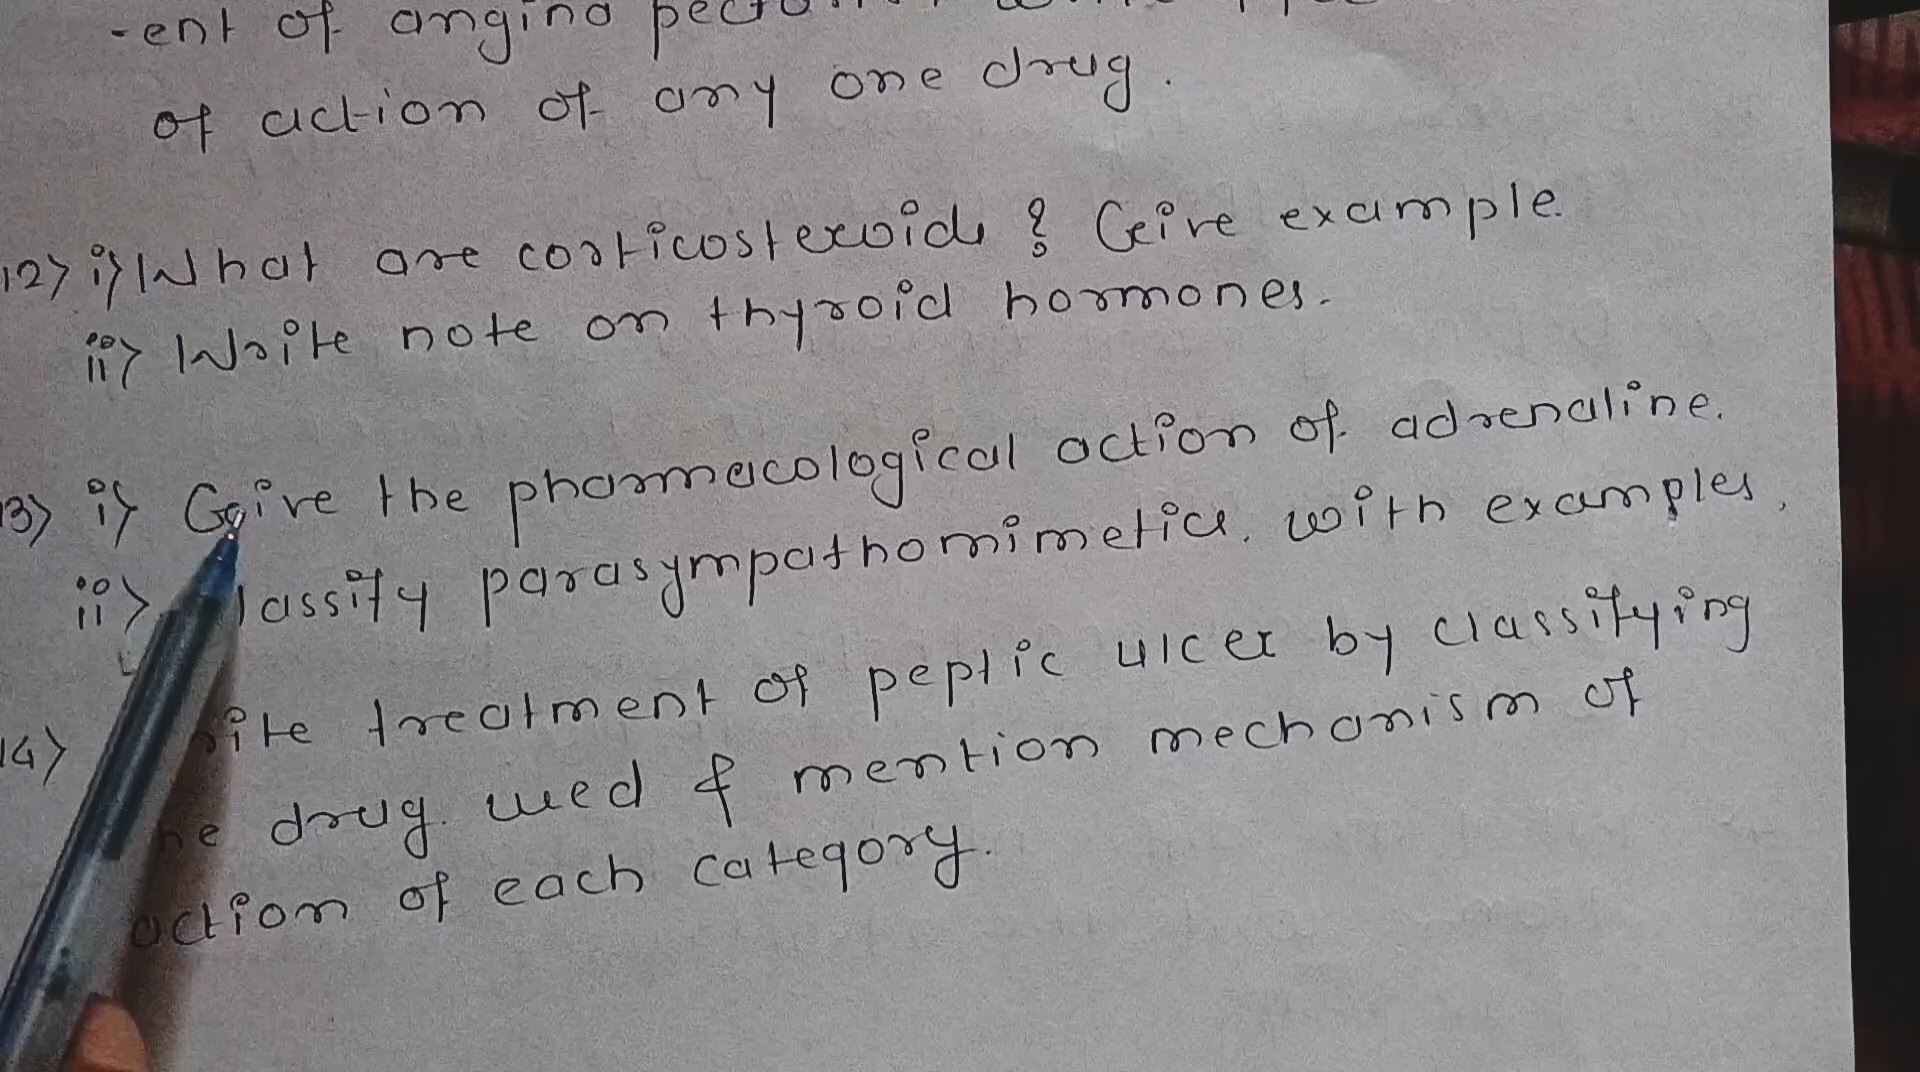 -ent of angina
of action of any one drug.
12) i) What are corticosteroids? Give example.
ii) Write note on thyroid hormones.
13) i) Give the pharmacological action of adrenaline.
ii) classify parasympathomimetics. with examples,
14) treatment of peptic ulcer by classifying
drug. used & mention mechanism of
action of each category.